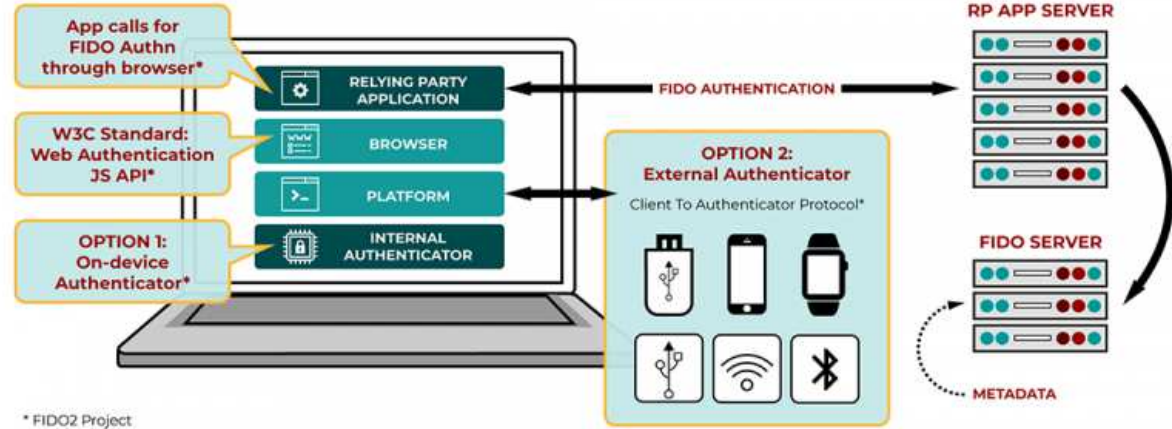 App calls for
FIDO Authn
through browser*
W3C Standard:
Web Authentication
JS API*
OPTION 1:
On-device
Authenticator*
RELYING PARTY
APPLICATION
BROWSER
PLATFORM
INTERNAL
AUTHENTICATOR
FIDO AUTHENTICATION
OPTION 2:
External Authenticator
Client To Authenticator Protocol*
RP APP SERVER
FIDO SERVER
METADATA
* FIDO2 Project